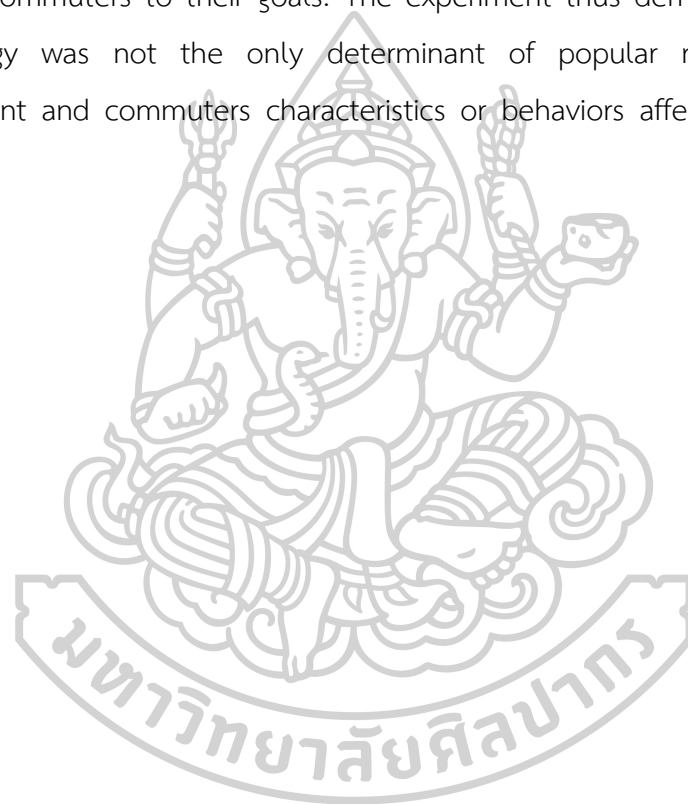 commuters to their goals. The experiment thus den
gy was not the only determinant of popular r
nt and commuters characteristics or behaviors affe
มหาวิทยาลัยศิลปากร